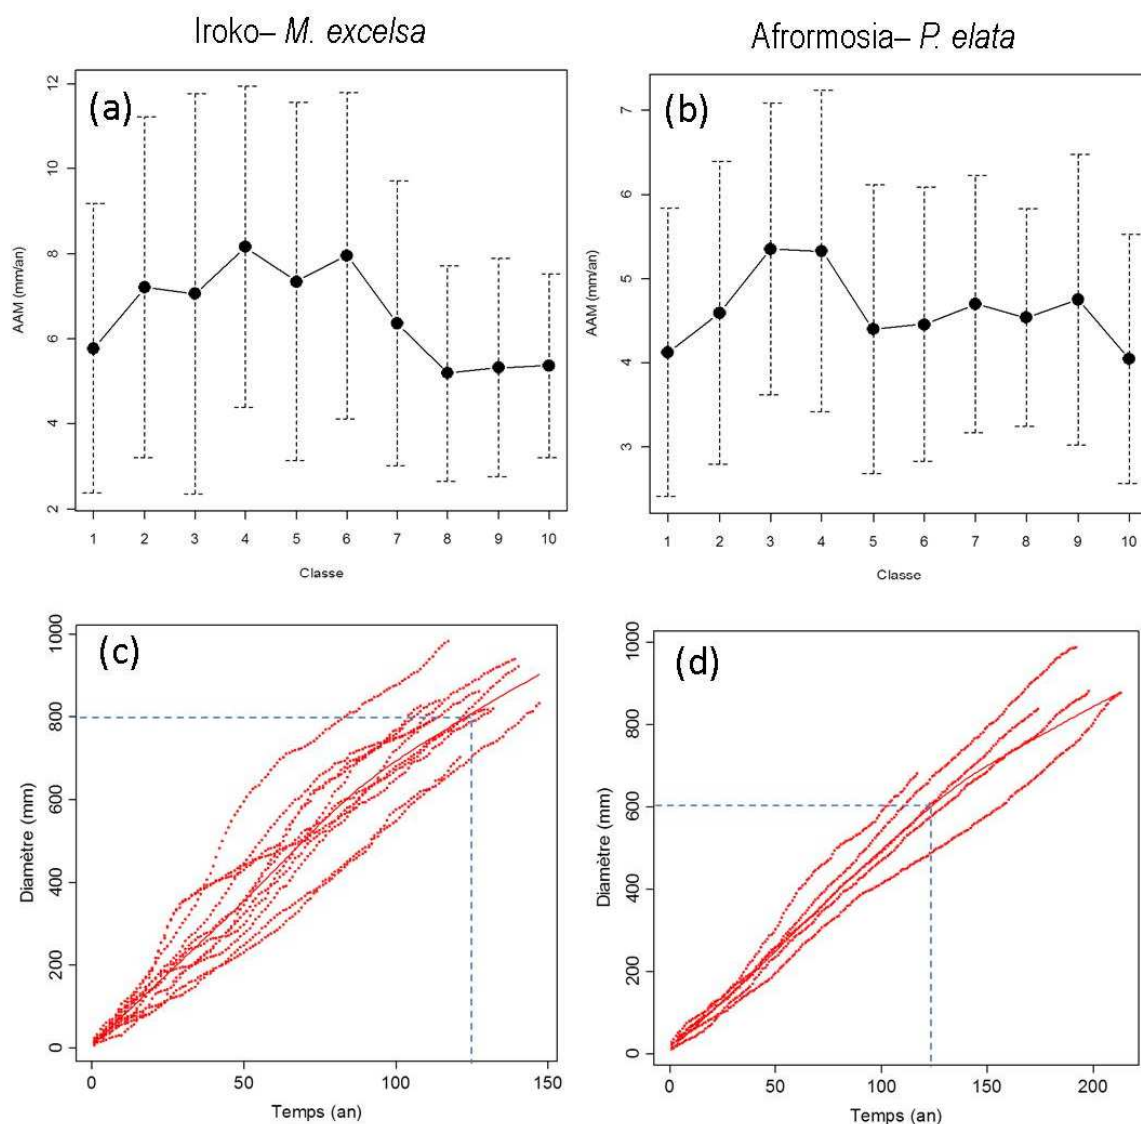 Iroko– M. excelsa
Afrormosia– P. elata
(a)
AAM (mm/an)
12
10
8
6
4
2
1 2 3 4 5 6 7 8 9 10
Classe
(b)
AAM (mm/an)
7
6
5
4
3
1 2 3 4 5 6 7 8 9 10
Classe
(c)
Diamètre (mm)
1000
800
600
400
200
0
0 50 100 150
Temps (an)
(d)
Diamètre (mm)
1000
800
600
400
200
0
0 50 100 150 200
Temps (an)